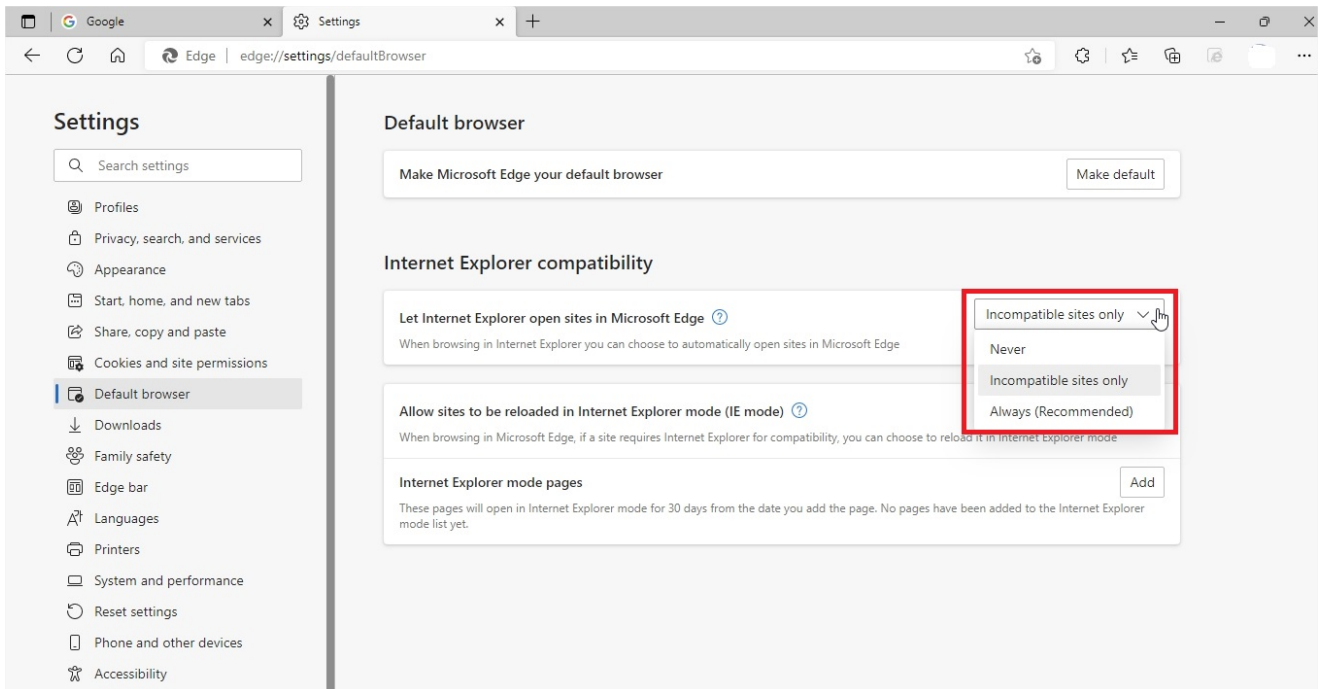 Google
Settings
Edge
edge://settings/defaultBrowser
Settings
Search settings
Profiles
Privacy, search, and services
Appearance
Start, home, and new tabs
Share, copy and paste
Cookies and site permissions
Default browser
Downloads
Family safety
Edge bar
Languages
Printers
System and performance
Reset settings
Phone and other devices
Accessibility
Default browser
Make Microsoft Edge your default browser
Make default
Internet Explorer compatibility
Let Internet Explorer open sites in Microsoft Edge
When browsing in Internet Explorer you can choose to automatically open sites in Microsoft Edge
Incompatible sites only
Never
Incompatible sites only
Always (Recommended)
Allow sites to be reloaded in Internet Explorer mode (IE mode)
When browsing in Microsoft Edge, if a site requires Internet Explorer for compatibility, you can choose to reload it in Internet Explorer mode
Internet Explorer mode pages
Add
These pages will open in Internet Explorer mode for 30 days from the date you add the page. No pages have been added to the Internet Explorer
mode list yet.